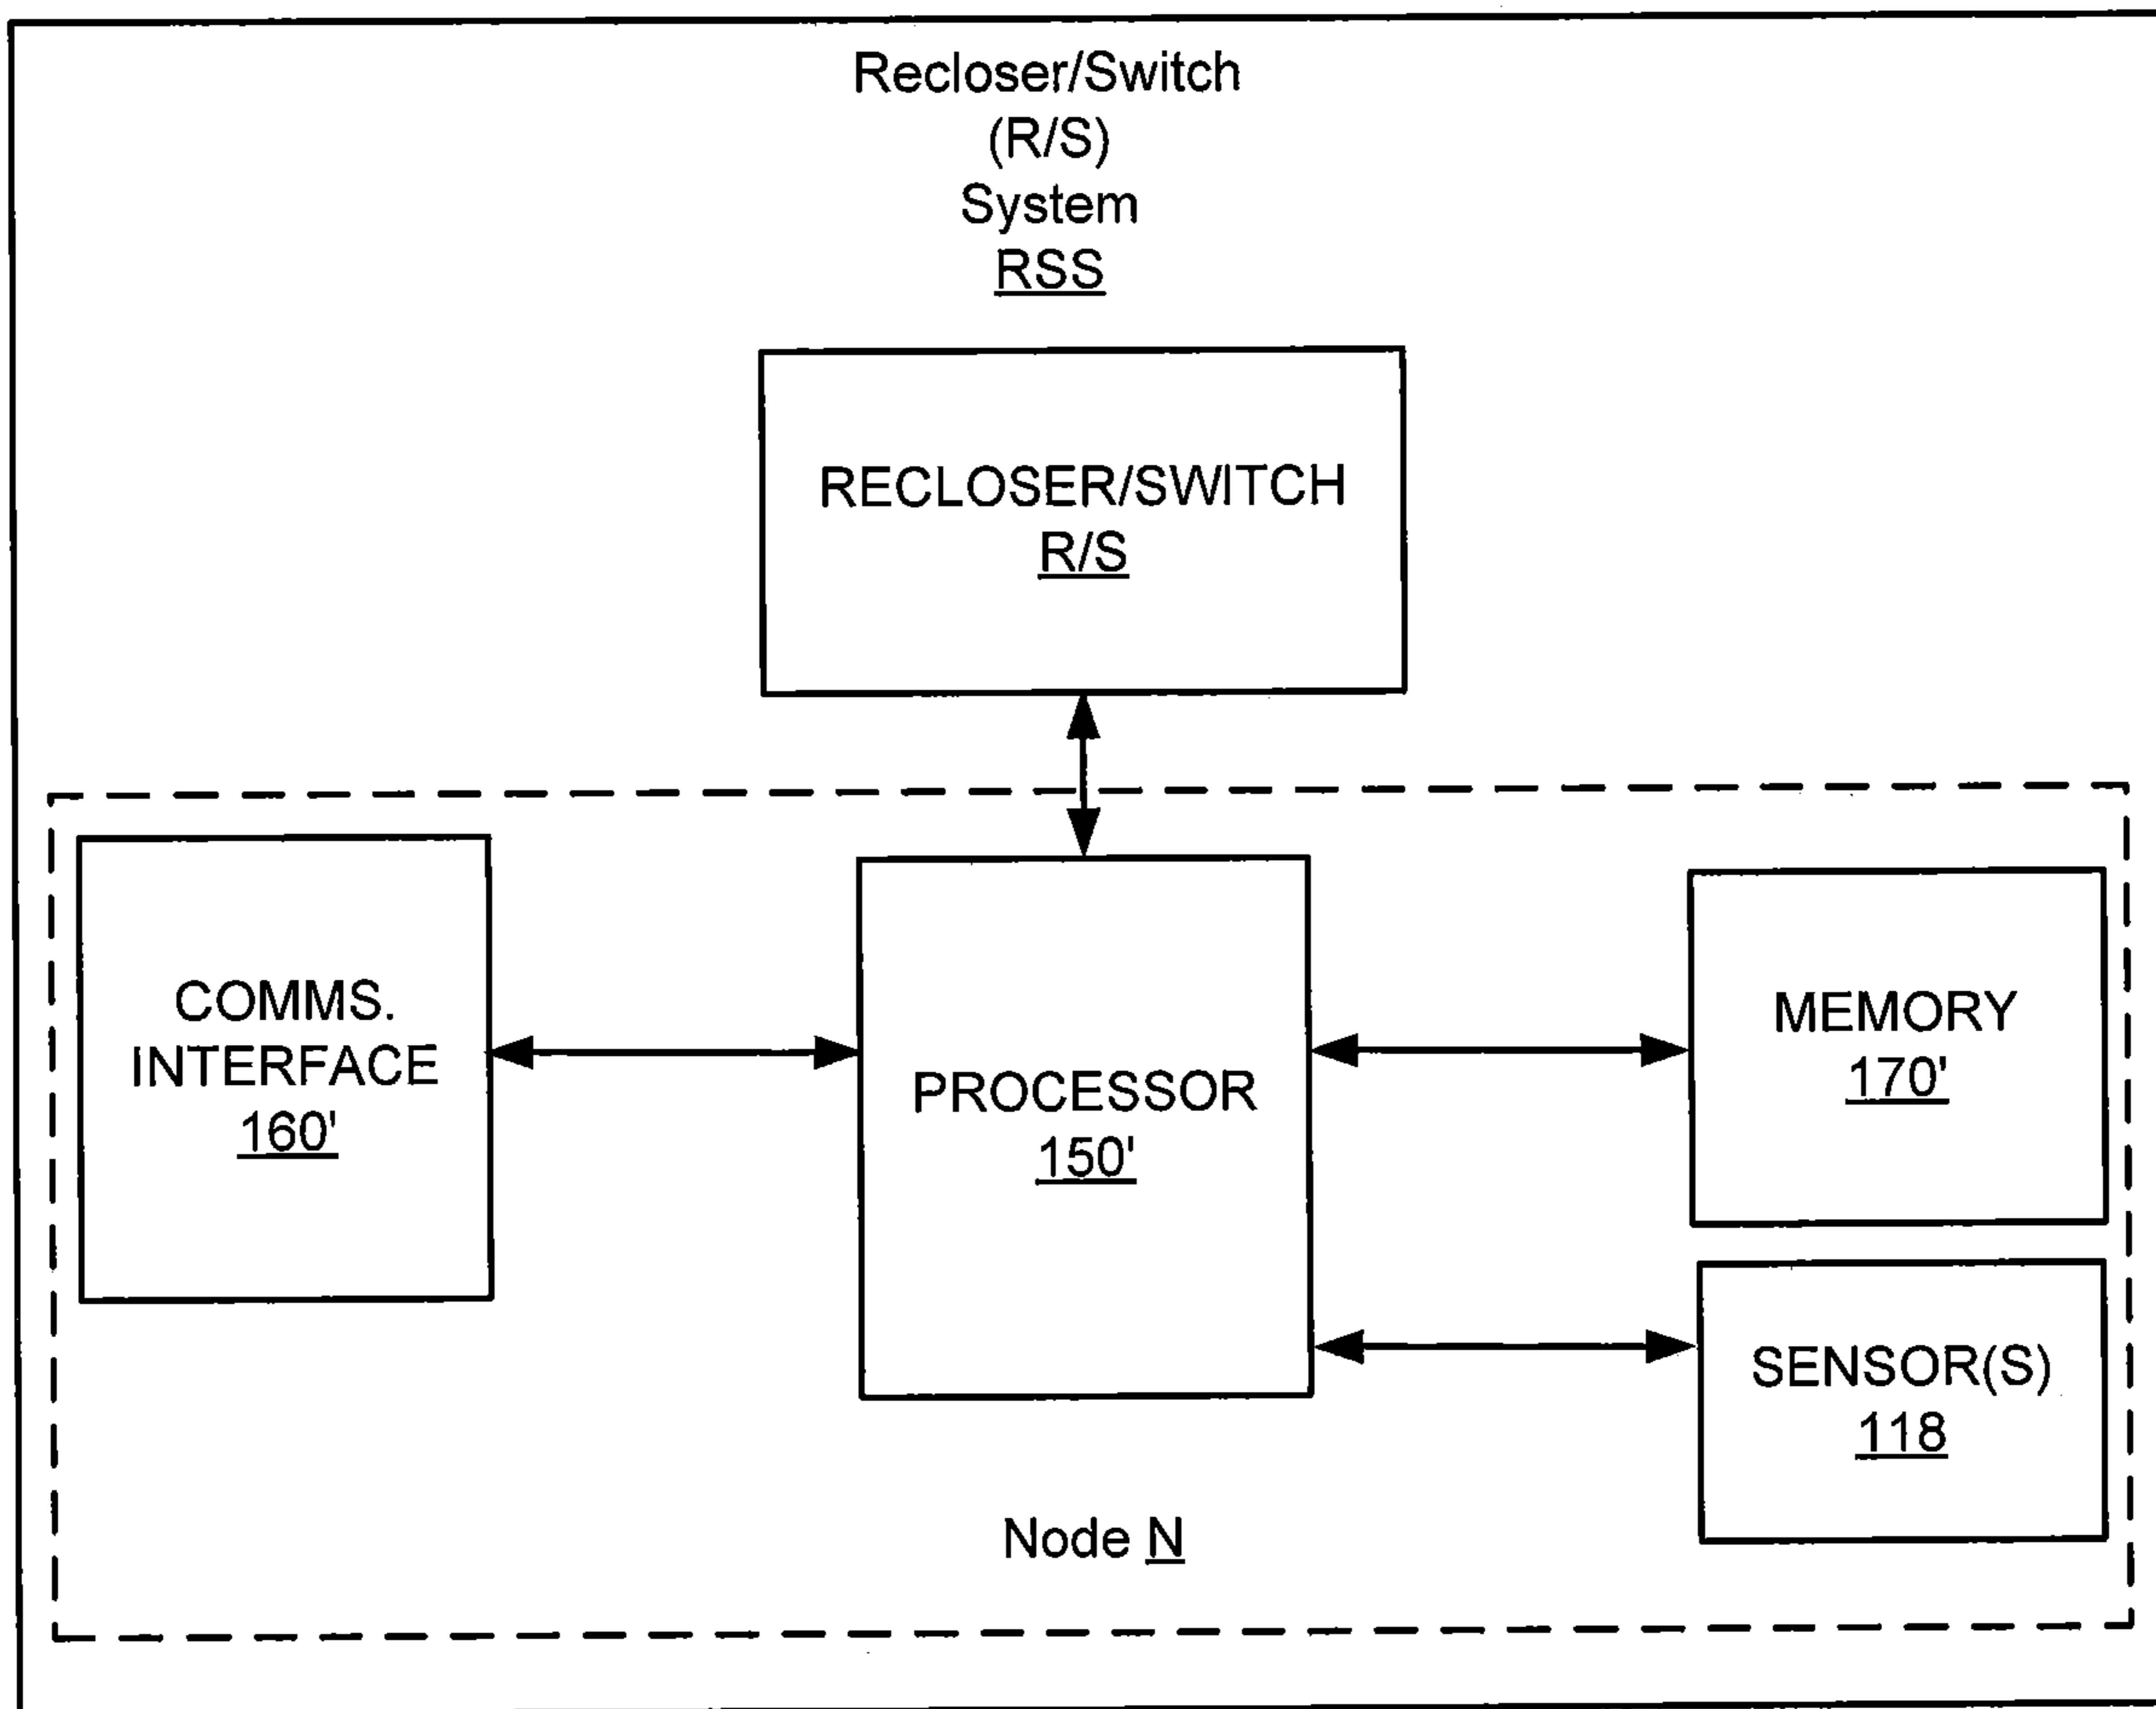 Recloser/Switch
(R/S)
System
RSS
RECLOSER/SWITCH
R/S
COMMS.
INTERFACE
160'
PROCESSOR
150'
MEMORY
170'
SENSOR(S)
118
Node N